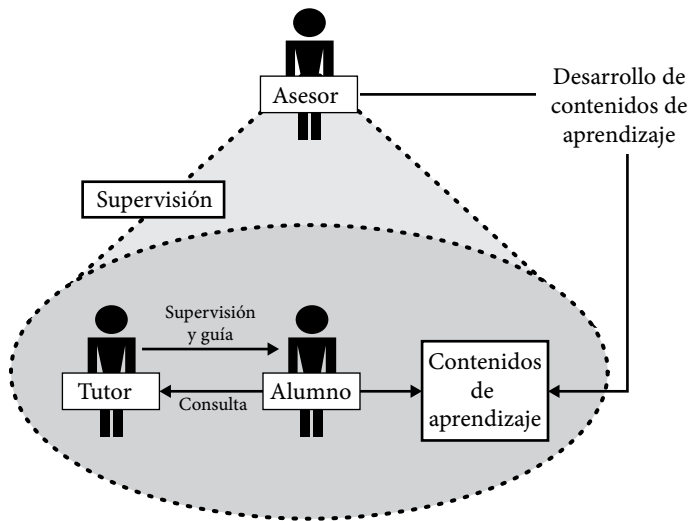 Asesor
Desarrollo de
contenidos de
aprendizaje
Supervisión
Supervisión
y guía
Tutor
Consulta
Alumno
Contenidos
de
aprendizaje